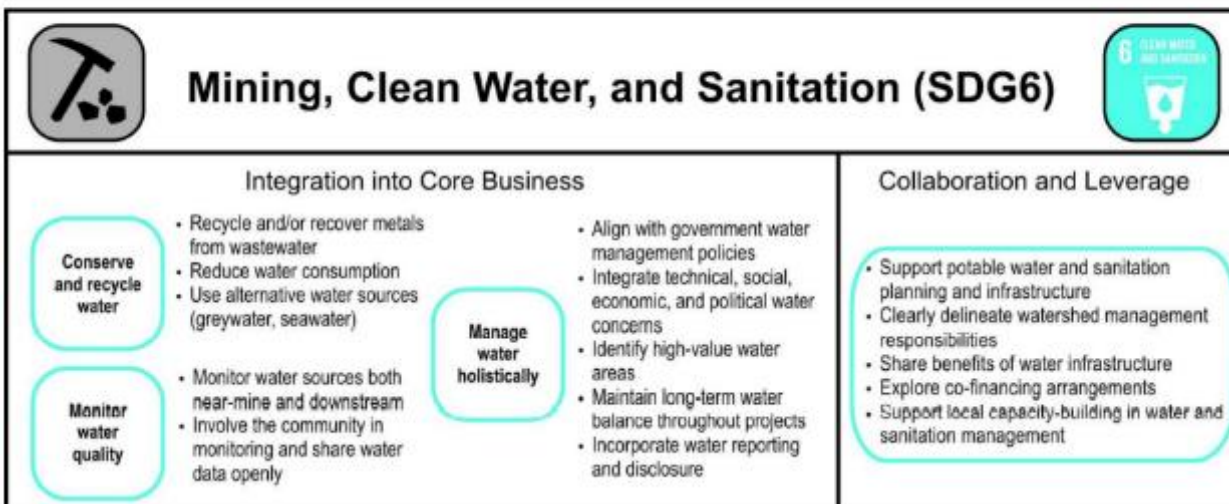 Mining, Clean Water, and Sanitation (SDG6)
6 CLEAN WATER
AND SANITATION
Integration into Core Business
Conserve
and recycle
water
• Recycle and/or recover metals
from wastewater
• Reduce water consumption
• Use alternative water sources
(greywater, seawater)
Monitor
water
quality
• Monitor water sources both
near-mine and downstream
• Involve the community in
monitoring and share water
data openly
Manage
water
holistically
• Align with government water
management policies
• Integrate technical, social,
economic, and political water
concerns
• Identify high-value water
areas
• Maintain long-term water
balance throughout projects
• Incorporate water reporting
and disclosure
Collaboration and Leverage
• Support potable water and sanitation
planning and infrastructure
• Clearly delineate watershed management
responsibilities
• Share benefits of water infrastructure
• Explore co-financing arrangements
• Support local capacity-building in water and
sanitation management